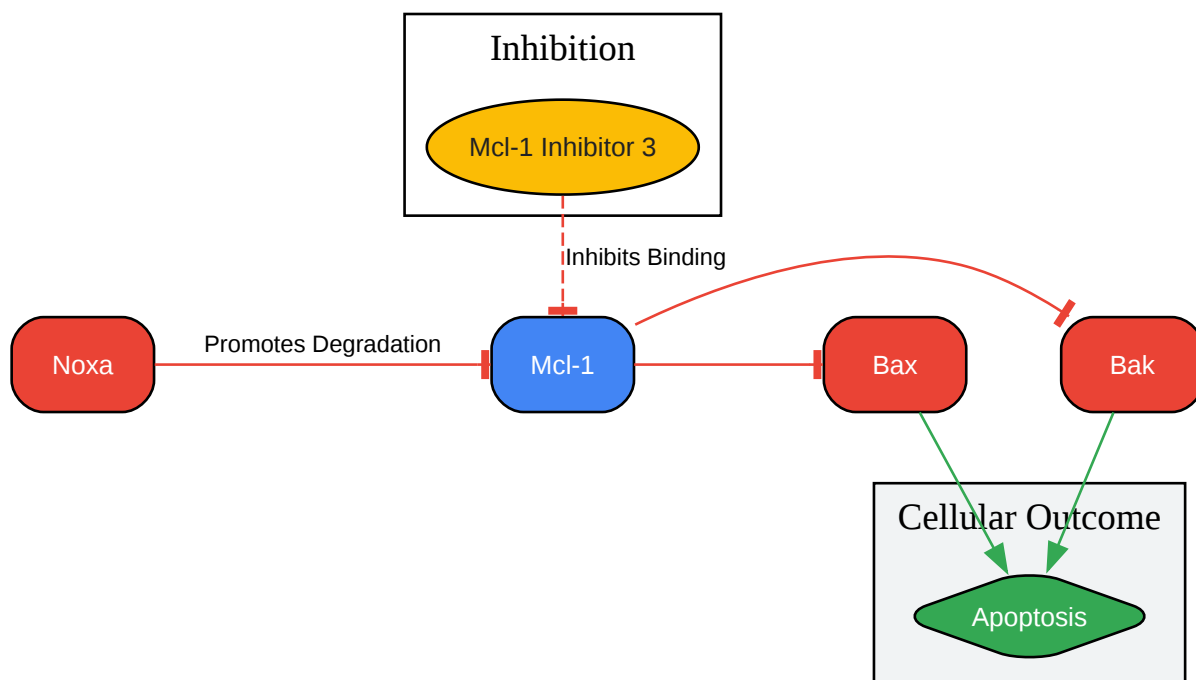 Inhibition
Mcl-1 Inhibitor 3
Inhibits Binding
Promotes Degradation
Noxa
Mcl-1
Bax
Bak
Cellular Outcome
Apoptosis